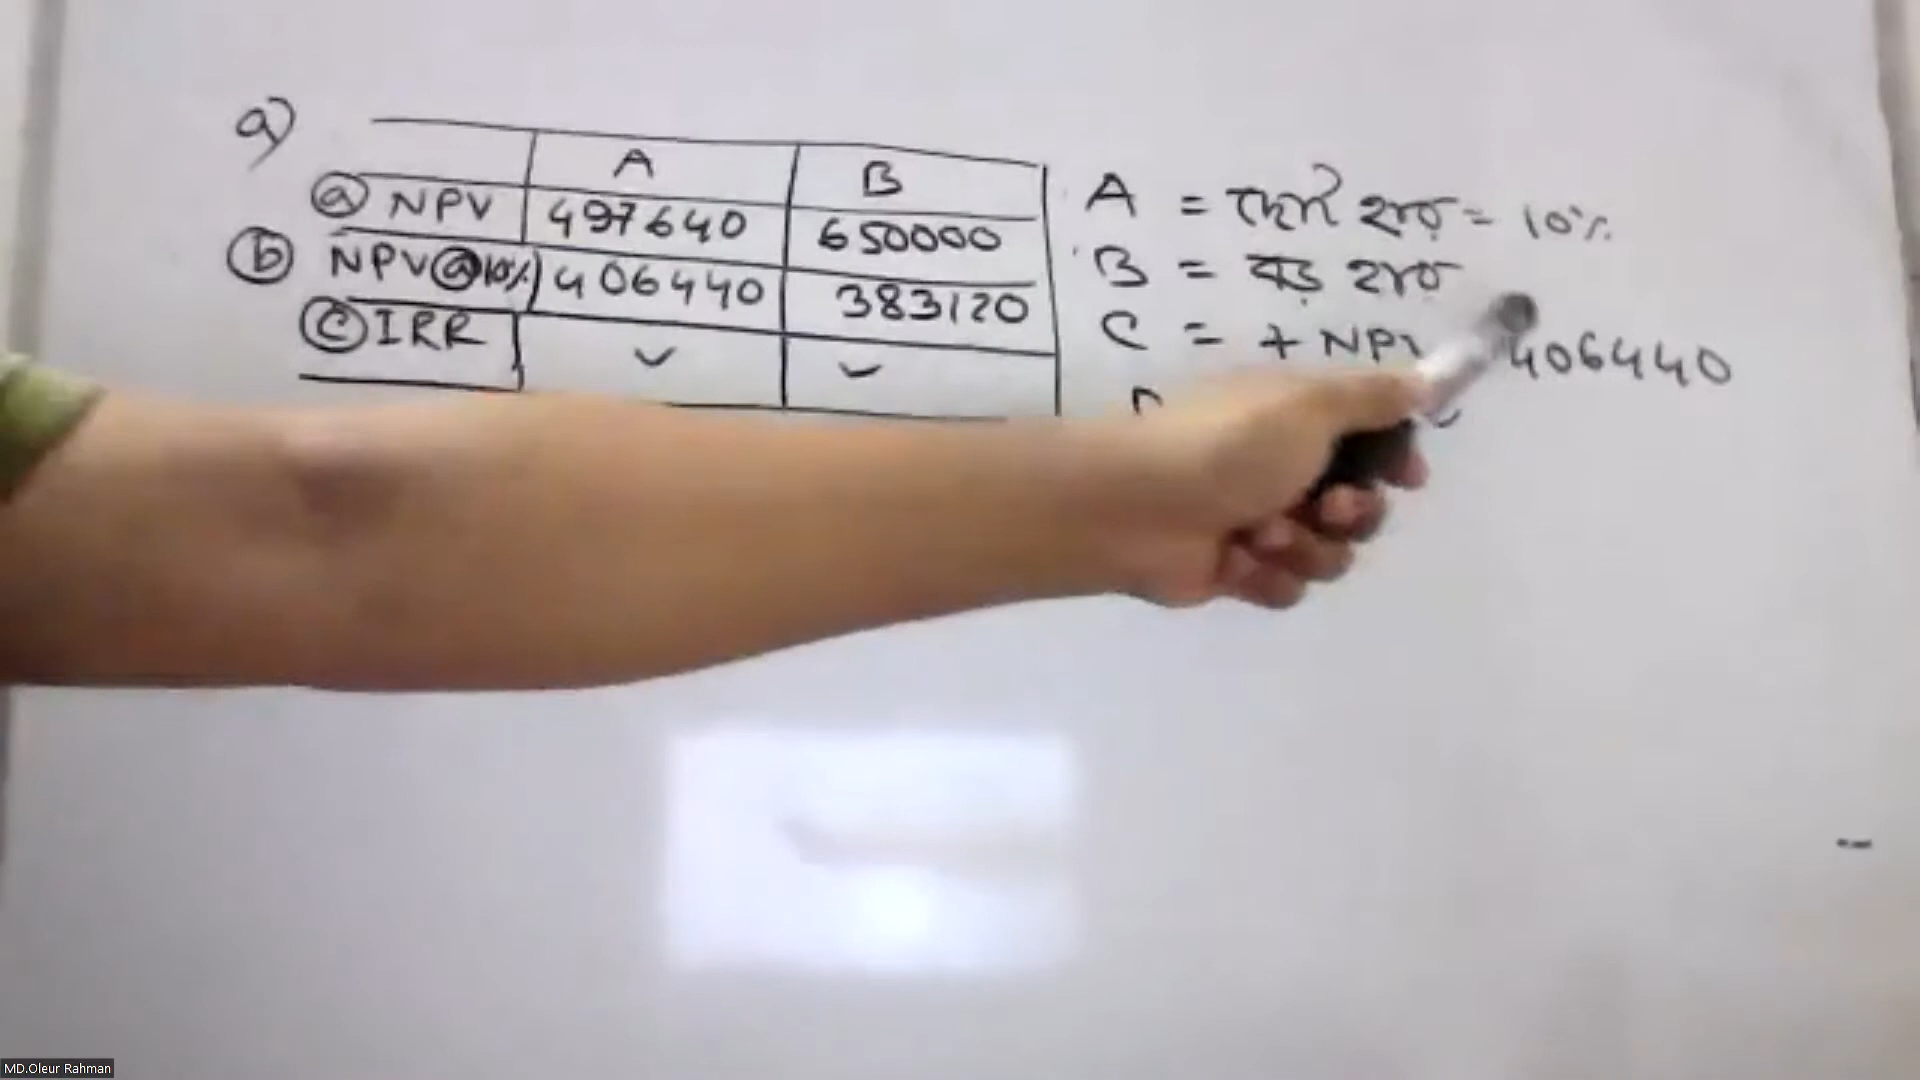 a)
A B
ⓐ NPV 497640 650000
ⓑ NPV@10% 406440 383120
ⓒ IRR ✓ ✓
A = ছোট হার = 10%
B = বড় হার
C = + NPV 406440
D
MD.Oleur Rahman